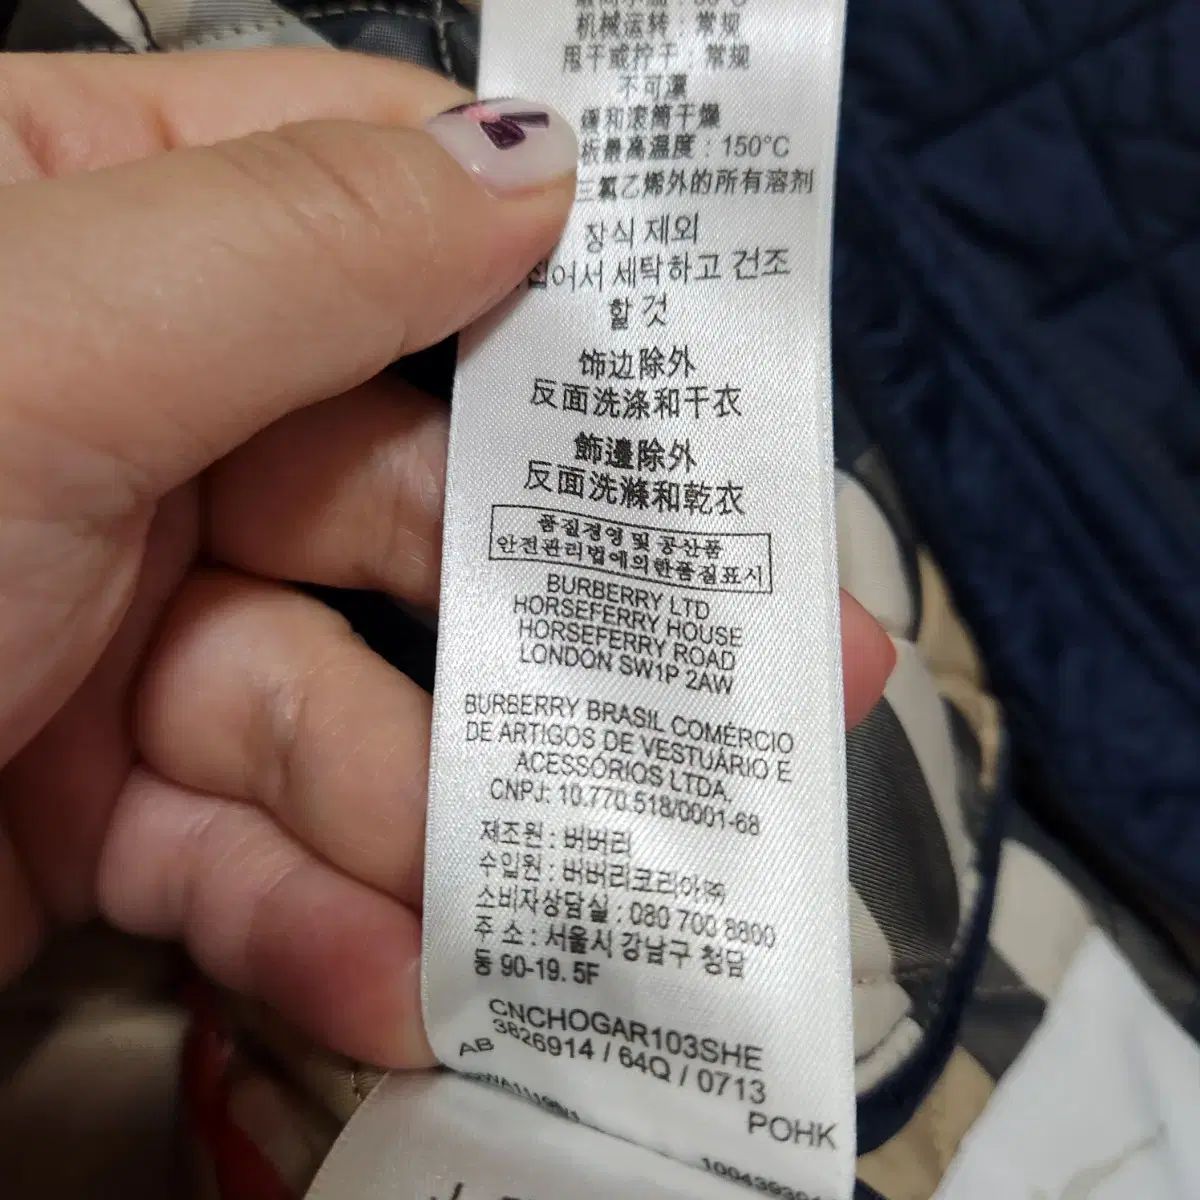 机械运转：常规
甩干或拧干：常规
不可漂
缓和滚筒干燥
板最高温度：150°C
三氯乙烯外的所有溶剂
장식 제외
집어서 세탁하고 건조
할 것
饰边除外
反面洗涤和干衣
飾邊除外
反面洗滌和乾衣
품질경영 및 공산품
안전관리법에의한품질표시
BURBERRY LTD
HORSEFERRY HOUSE
HORSEFERRY ROAD
LONDON SW1P 2AW
BURBERRY BRASIL COMÉRCIO
DE ARTIGOS DE VESTUÁRIO E
ACESSÓRIOS LTDA,
CNPJ: 10.770.518/0001-68
제조원 : 버버리
수입원 : 버버리코리아㈜
소비자상담실 : 080 700 8800
주 소 : 서울시 강남구 청담
동 90-19. 5F
CNCHOGAR103SHE
3826914 / 64Q / 0713
AB
POHK